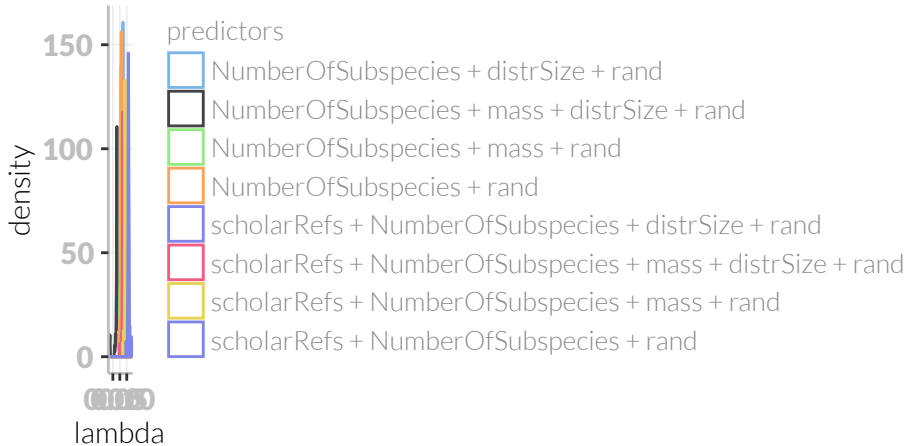 predictors
150
NumberOfSubspecies + distrSize + rand
NumberOfSubspecies + mass + distrSize + rand
100
NumberOfSubspecies + mass + rand
NumberOfSubspecies + rand
density
scholarRefs + NumberOfSubspecies + distrSize + rand
50
scholarRefs + NumberOfSubspecies + mass + distrSize + rand
scholarRefs + NumberOfSubspecies + mass + rand
scholarRefs + NumberOfSubspecies + rand
0
lambda